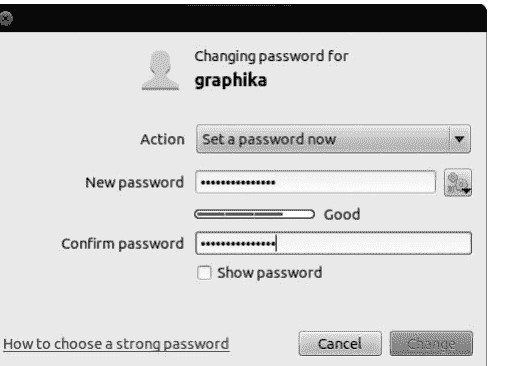 Changing password for
graphika
Action Set a password now
New password •••••••••••••••
Good
Confirm password •••••••••••••••
Show password
How to choose a strong password Cancel Change